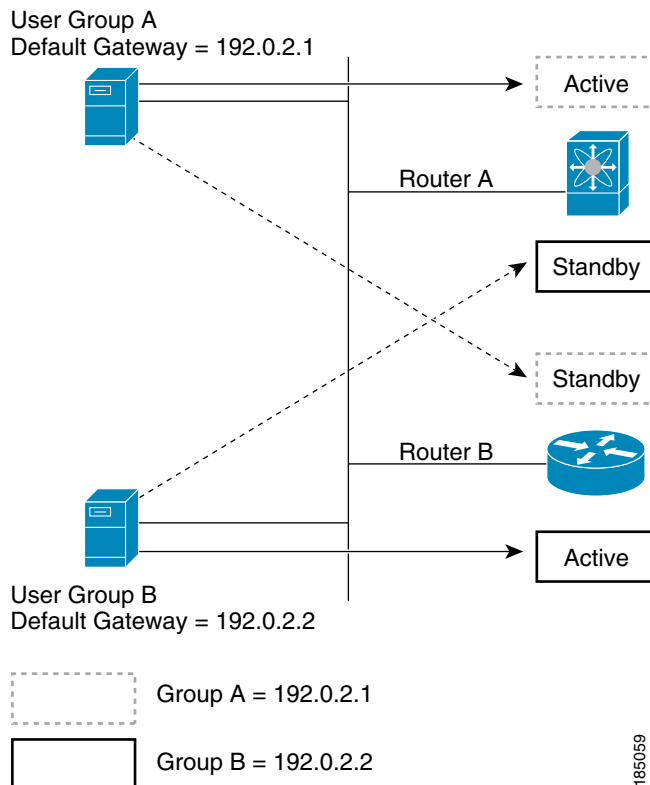 User Group A
Default Gateway = 192.0.2.1
Active
Router A
Standby
Standby
Router B
Active
User Group B
Default Gateway = 192.0.2.2
Group A = 192.0.2.1
Group B = 192.0.2.2
185059